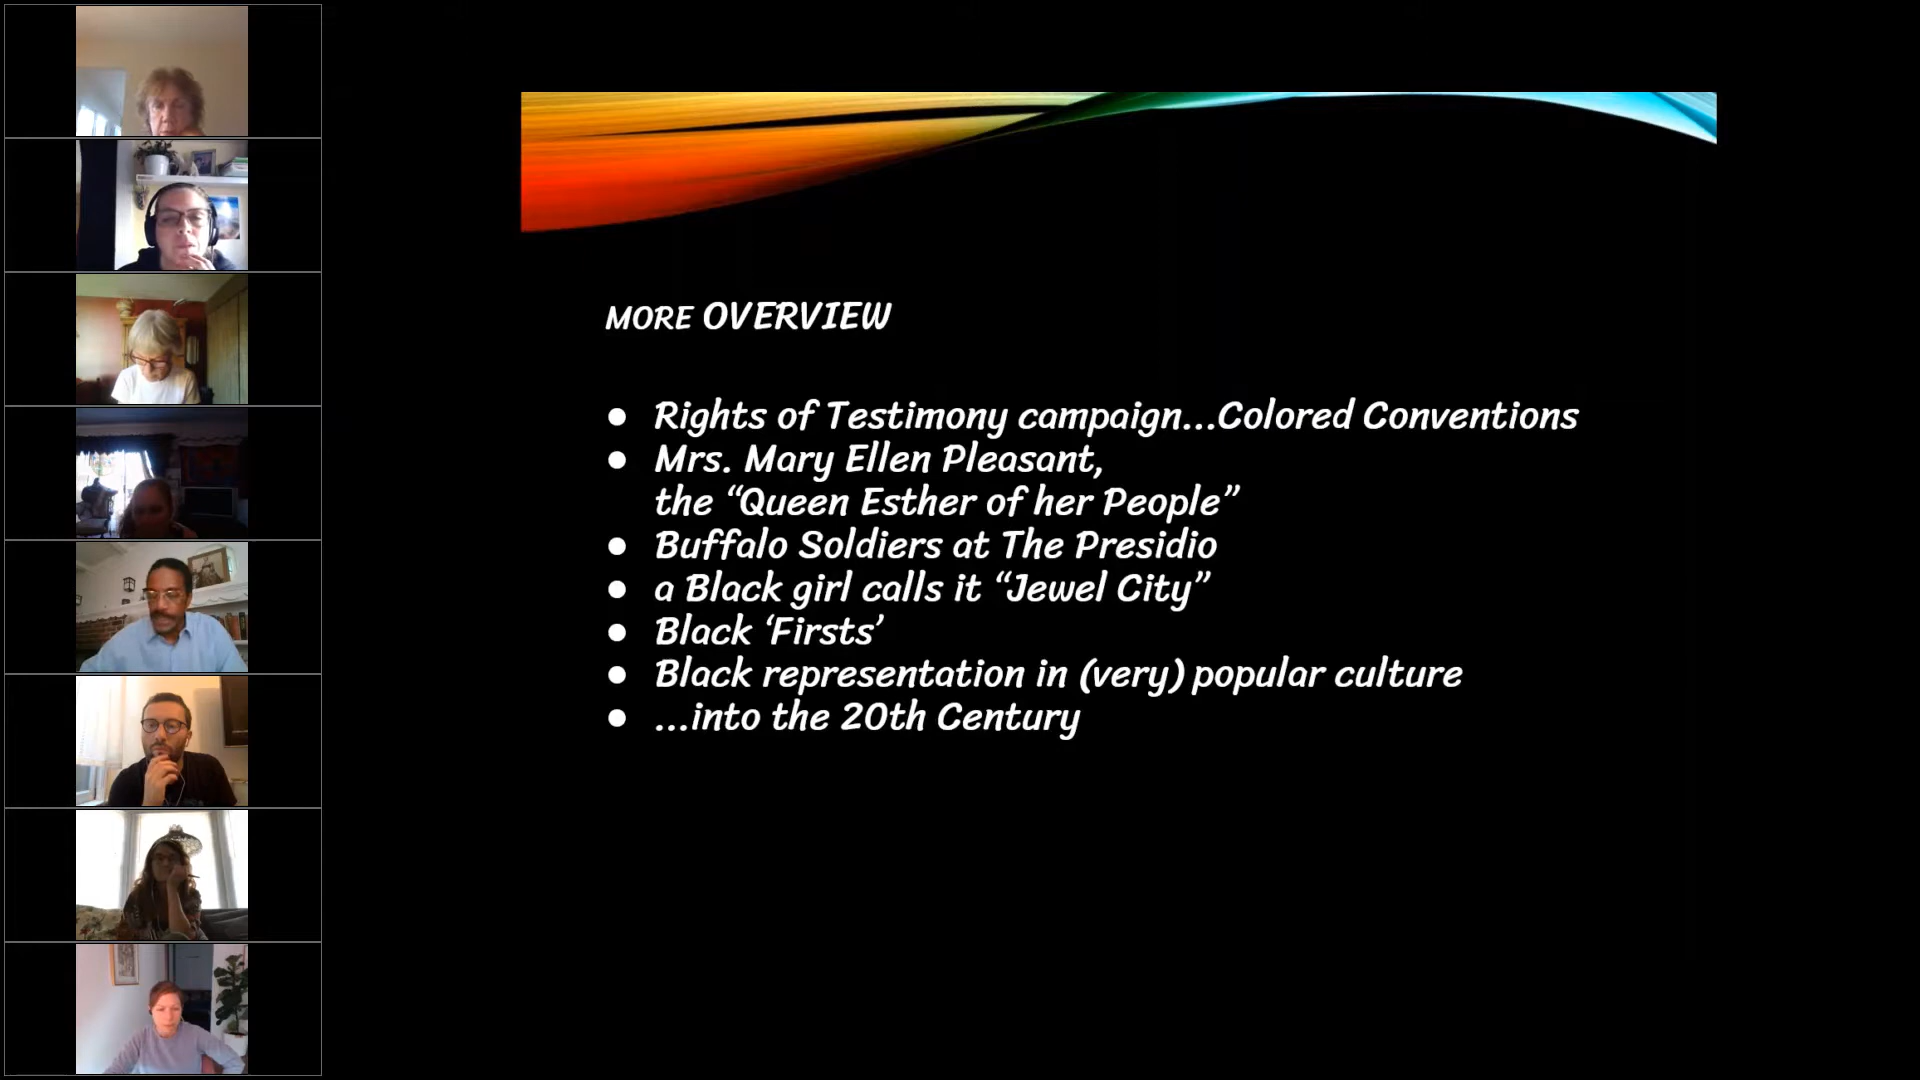 MORE OVERVIEW
● Rights of Testimony campaign...Colored Conventions
● Mrs. Mary Ellen Pleasant,
the “Queen Esther of her People”
● Buffalo Soldiers at The Presidio
● a Black girl calls it “Jewel City”
● Black ‘Firsts’
● Black representation in (very) popular culture
● ...into the 20th Century